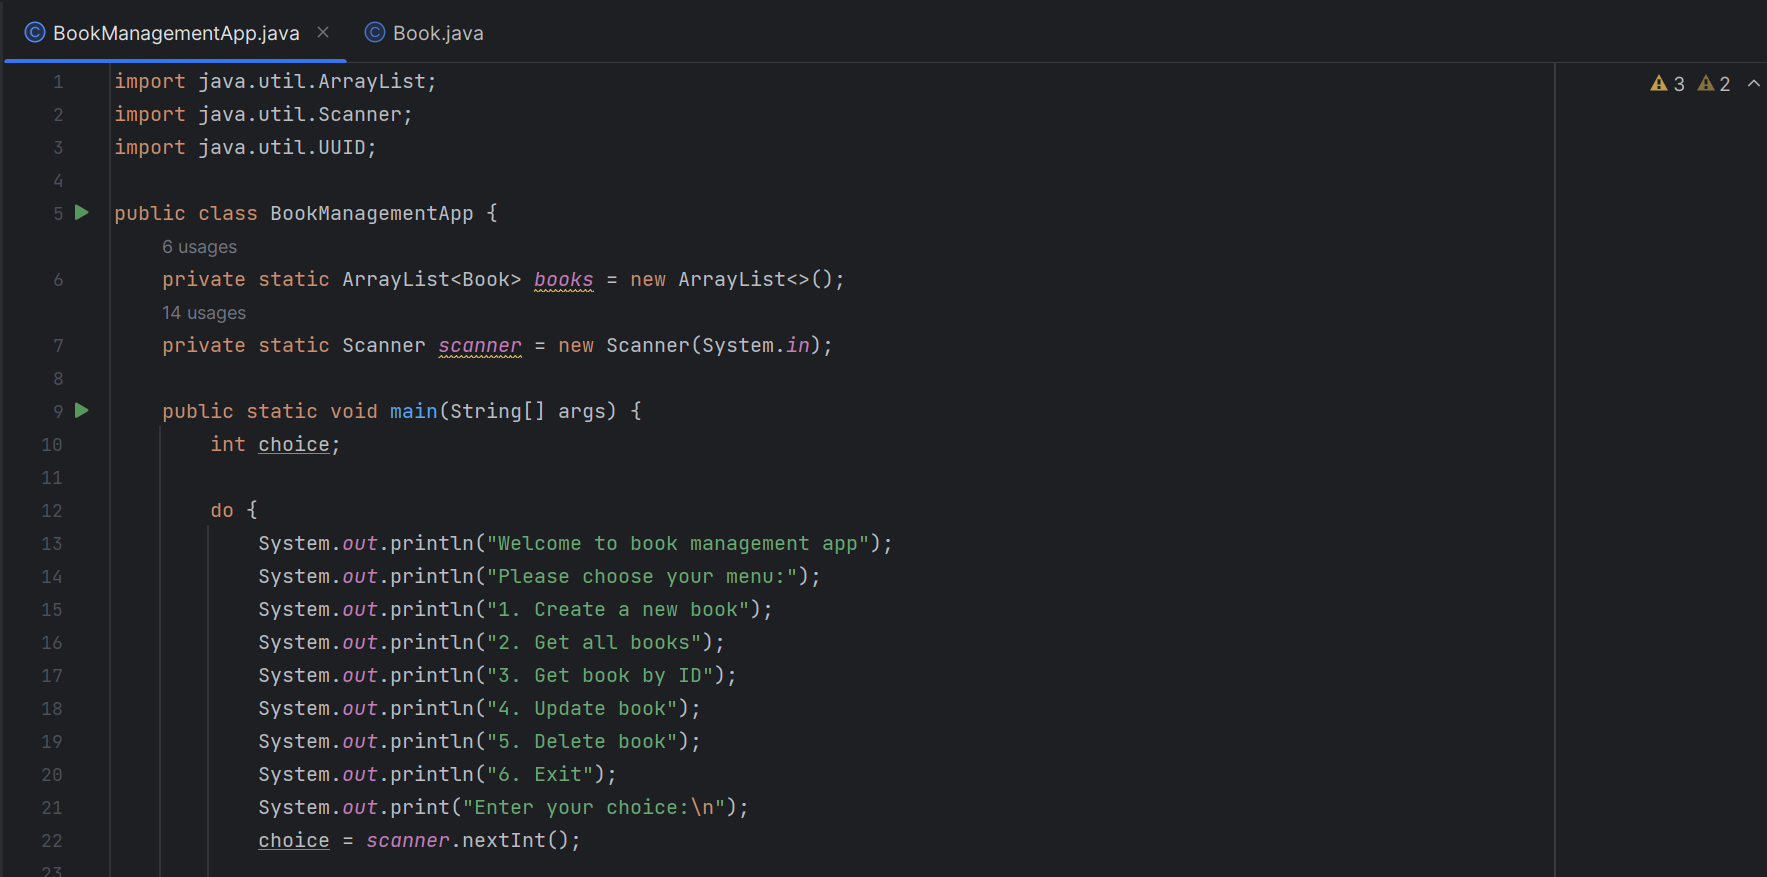 BookManagementApp.java Book.java
3 2
1 import java.util.ArrayList;
2 import java.util.Scanner;
3 import java.util.UUID;
4
5 public class BookManagementApp {
6 usages
6 private static ArrayList<Book> books = new ArrayList<>();
14 usages
7 private static Scanner scanner = new Scanner(System.in);
8
9 public static void main(String[] args) {
10 int choice;
11
12 do {
13 System.out.println("Welcome to book management app");
14 System.out.println("Please choose your menu:");
15 System.out.println("1. Create a new book");
16 System.out.println("2. Get all books");
17 System.out.println("3. Get book by ID");
18 System.out.println("4. Update book");
19 System.out.println("5. Delete book");
20 System.out.println("6. Exit");
21 System.out.print("Enter your choice:\n");
22 choice = scanner.nextInt();
23